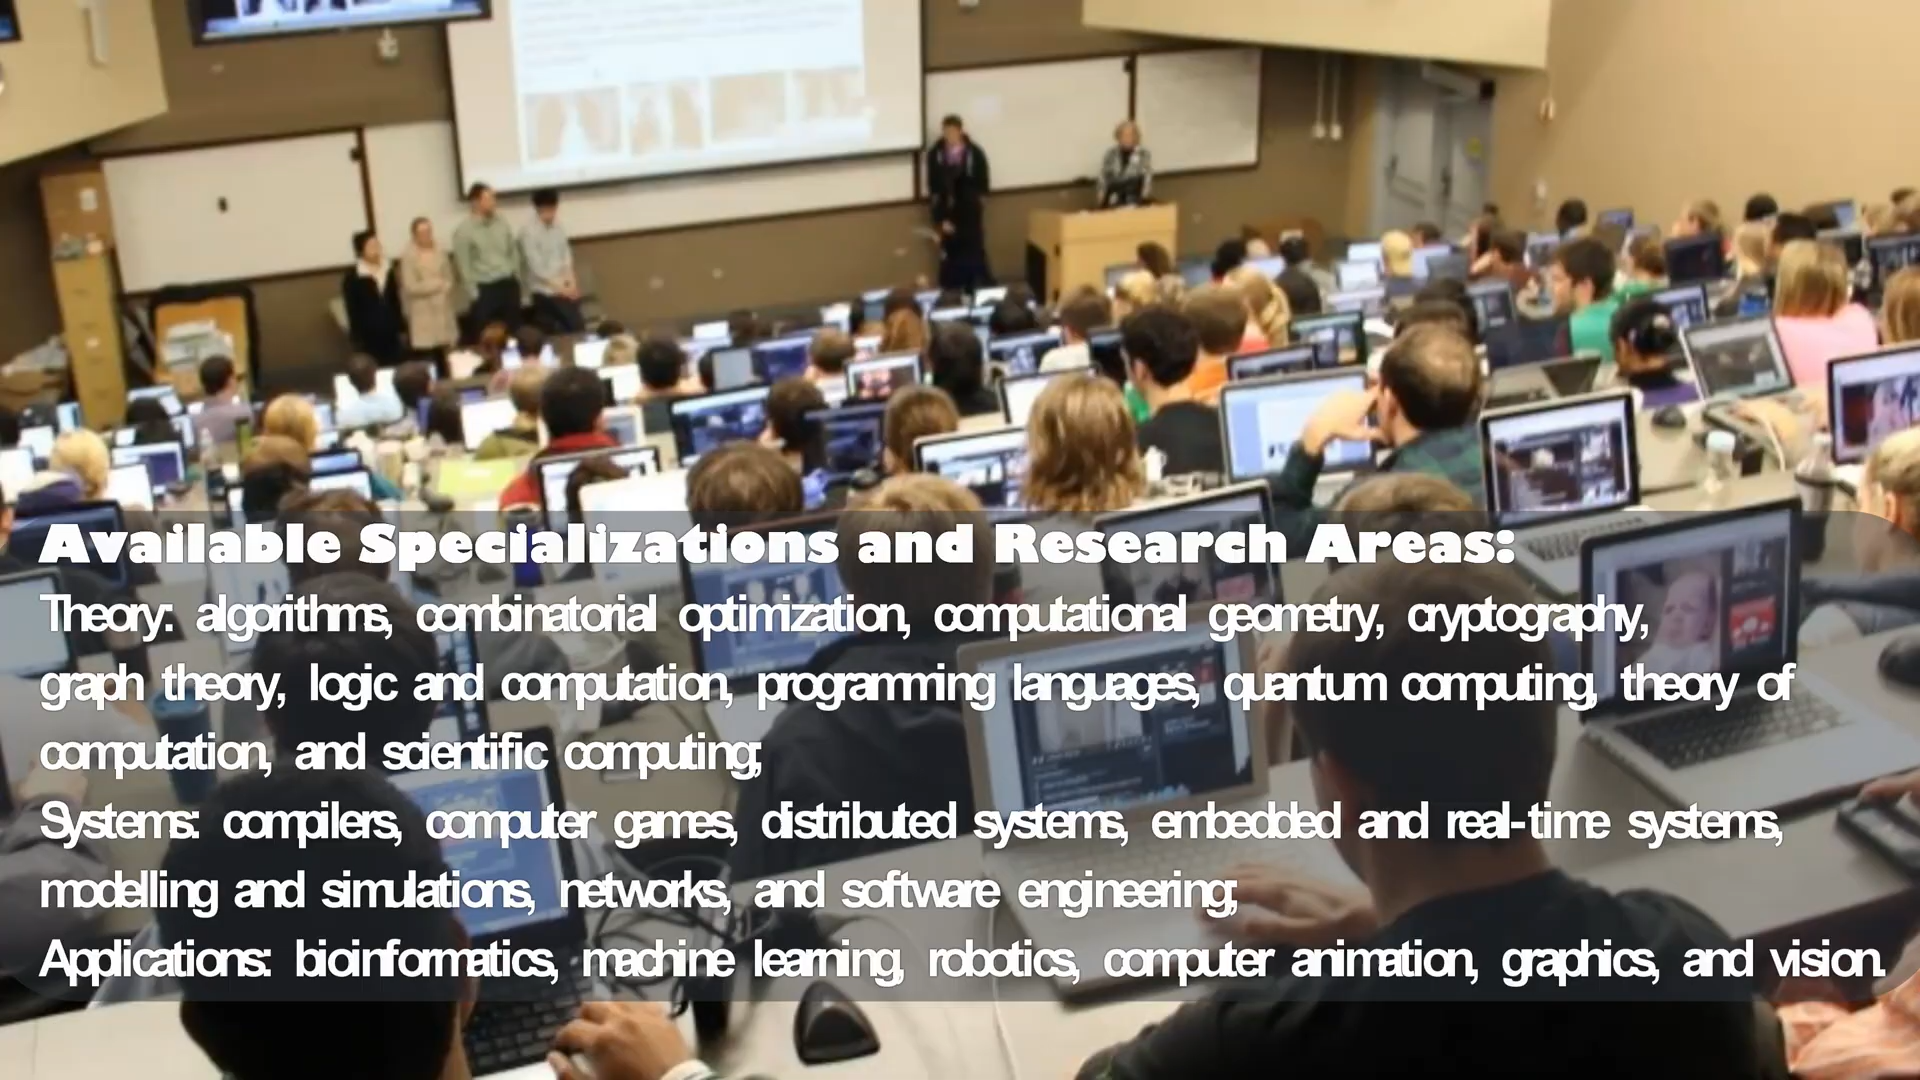 Available Specializations and Research Areas:
Theory: algorithms, combinatorial optimization, computational geometry, cryptography,
graph theory, logic and computation, programming languages, quantum computing, theory of
computation, and scientific computing;
Systems: compilers, computer games, distributed systems, embedded and real-time systems,
modelling and simulations, networks, and software engineering;
Applications: bioinformatics, machine learning, robotics, computer animation, graphics, and vision.